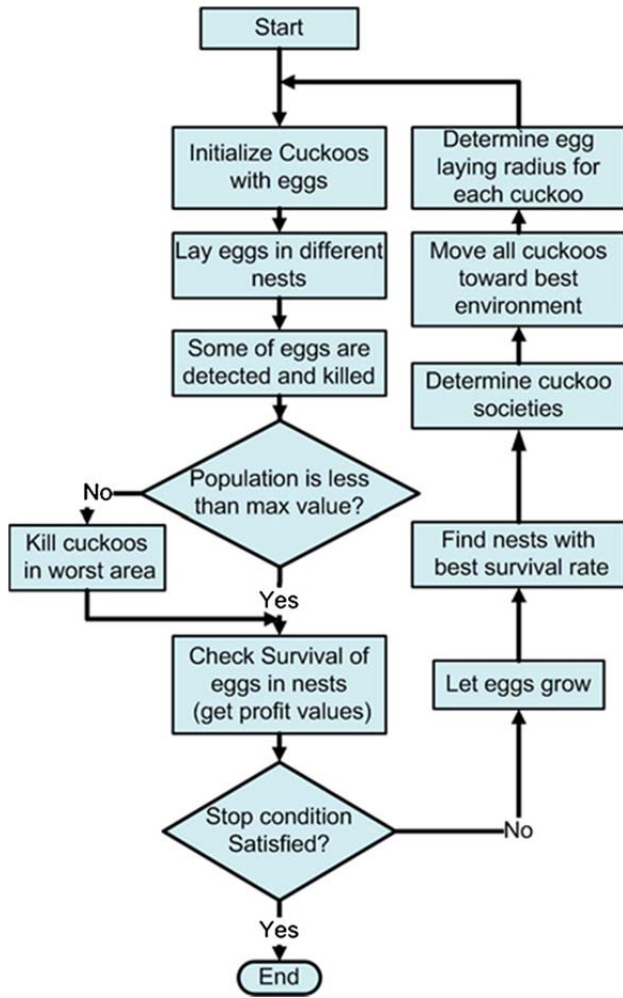 Start
Initialize Cuckoos
with eggs
Lay eggs in different
nests
Some of eggs are
detected and killed
Population is less
than max value?
No
Kill cuckoos
in worst area
Yes
Check Survival of
eggs in nests
(get profit values)
Stop condition
Satisfied?
No
Yes
End
Let eggs grow
Find nests with
best survival rate
Determine cuckoo
societies
Move all cuckoos
toward best
environment
Determine egg
laying radius for
each cuckoo